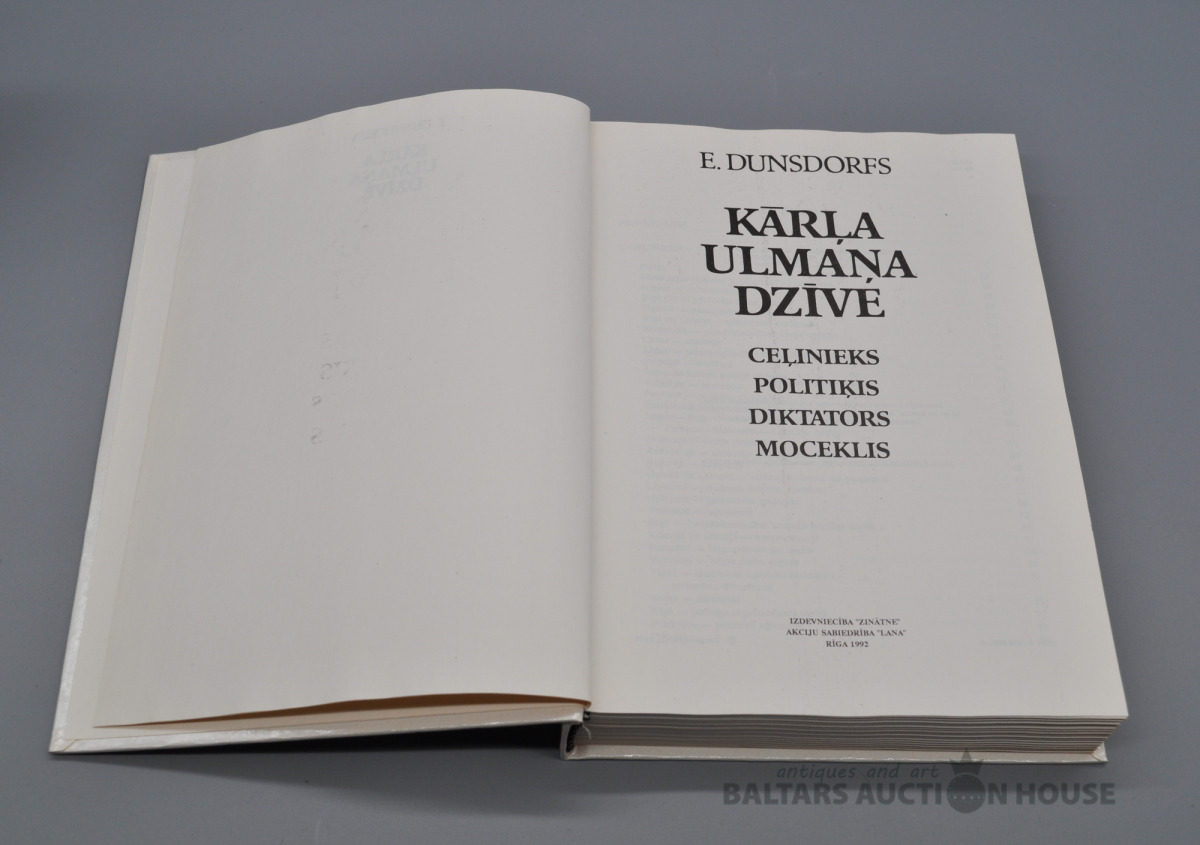 E. DUNSDORFS
KĀRĻA
ULMAŅA
DZĪVE
CEĻINIEKS
POLITIĶIS
DIKTATORS
MOCEKLIS
IZDEVNIECĪBA "ZINĀTNE"
AKCIJU SABIEDRĪBA "LANA"
RĪGA 1992
antiques and art
BALTARS AUCTION HOUSE